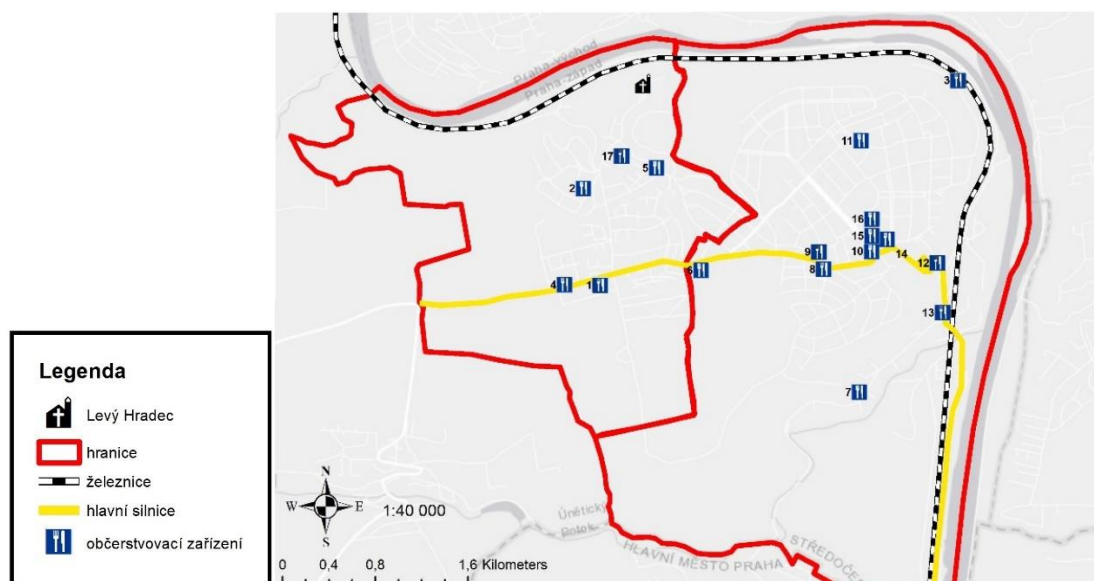 Praha-východ
Praha-západ
3
11
17
5
2
16
15
9
10
14
12
6
8
4
1
13
7
Legenda
Levý Hradec
hranice
železnice
hlavní silnice
občerstvovací zařízení
N
W
E
S
1:40 000
0
0,4
0,8
1,6 Kilometers
Únětický
Potok
HLAVNÍ MĚSTO PRAHA
STŘEDOČES